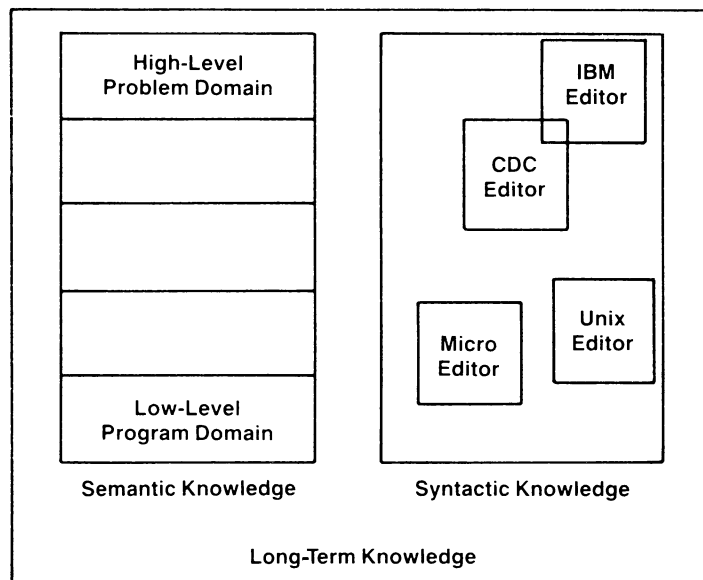 High-Level
Problem Domain
Low-Level
Program Domain
Semantic Knowledge
IBM
Editor
CDC
Editor
Micro
Editor
Unix
Editor
Syntactic Knowledge
Long-Term Knowledge